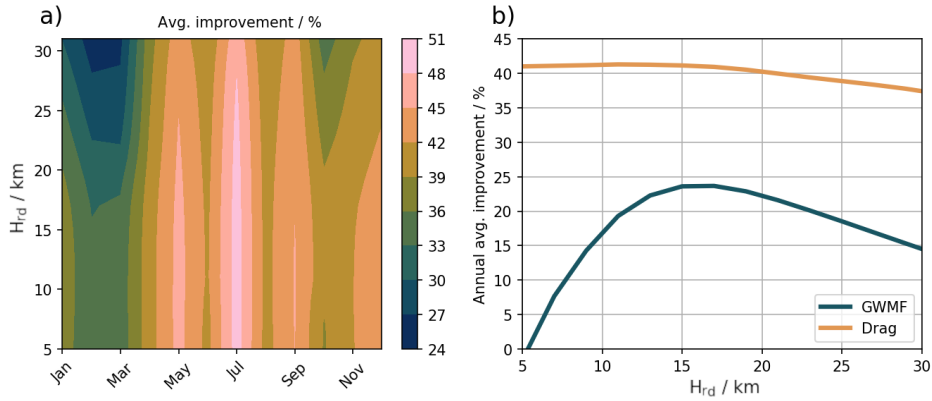 a)
Avg. improvement / %
H_rd / km
30
25
20
15
10
5
Jan
Mar
May
Jul
Sep
Nov
51
48
45
42
39
36
33
30
27
24
b)
Annual avg. improvement / %
45
40
35
30
25
20
15
10
5
0
5
10
15
20
25
30
H_rd / km
GWMF
Drag